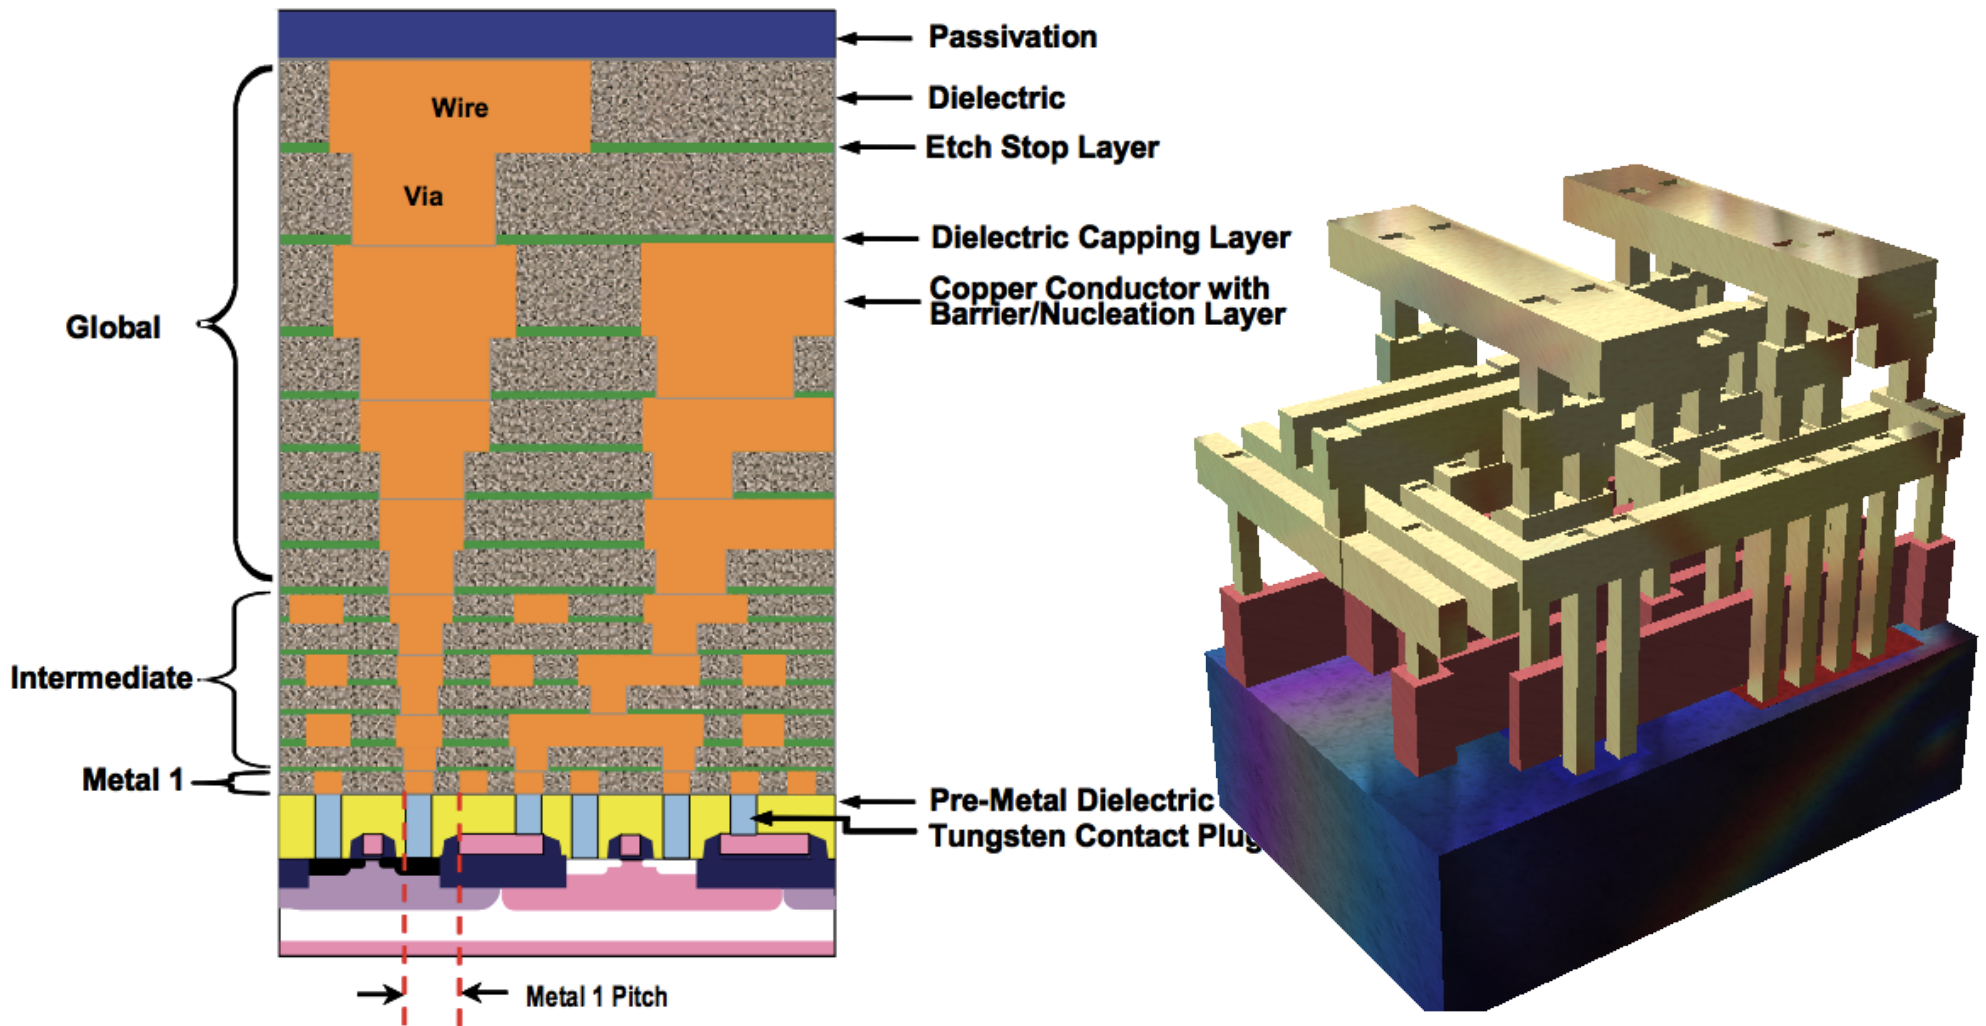 Passivation
Wire
Dielectric
Etch Stop Layer
Via
Dielectric Capping Layer
Copper Conductor with
Barrier/Nucleation Layer
Global
Intermediate
Metal 1
Pre-Metal Dielectric
Tungsten Contact Plug
Metal 1 Pitch